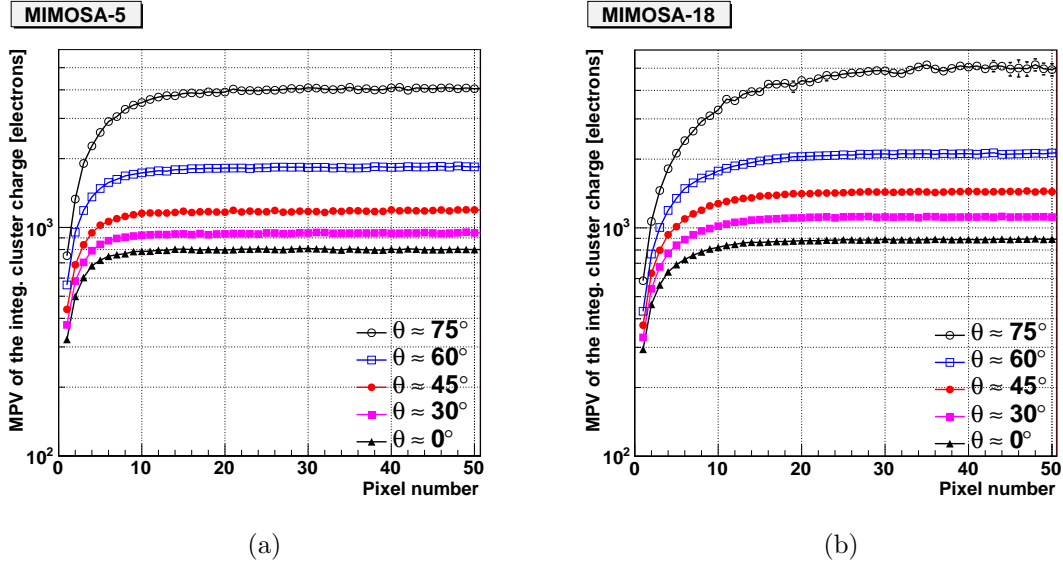 MIMOSA-5
MPV of the integ. cluster charge [electrons]
10³
10²
0 10 20 30 40 50
Pixel number
θ ≈ 75°
θ ≈ 60°
θ ≈ 45°
θ ≈ 30°
θ ≈ 0°
(a)
MIMOSA-18
MPV of the integ. cluster charge [electrons]
10³
10²
0 10 20 30 40 50
Pixel number
θ ≈ 75°
θ ≈ 60°
θ ≈ 45°
θ ≈ 30°
θ ≈ 0°
(b)